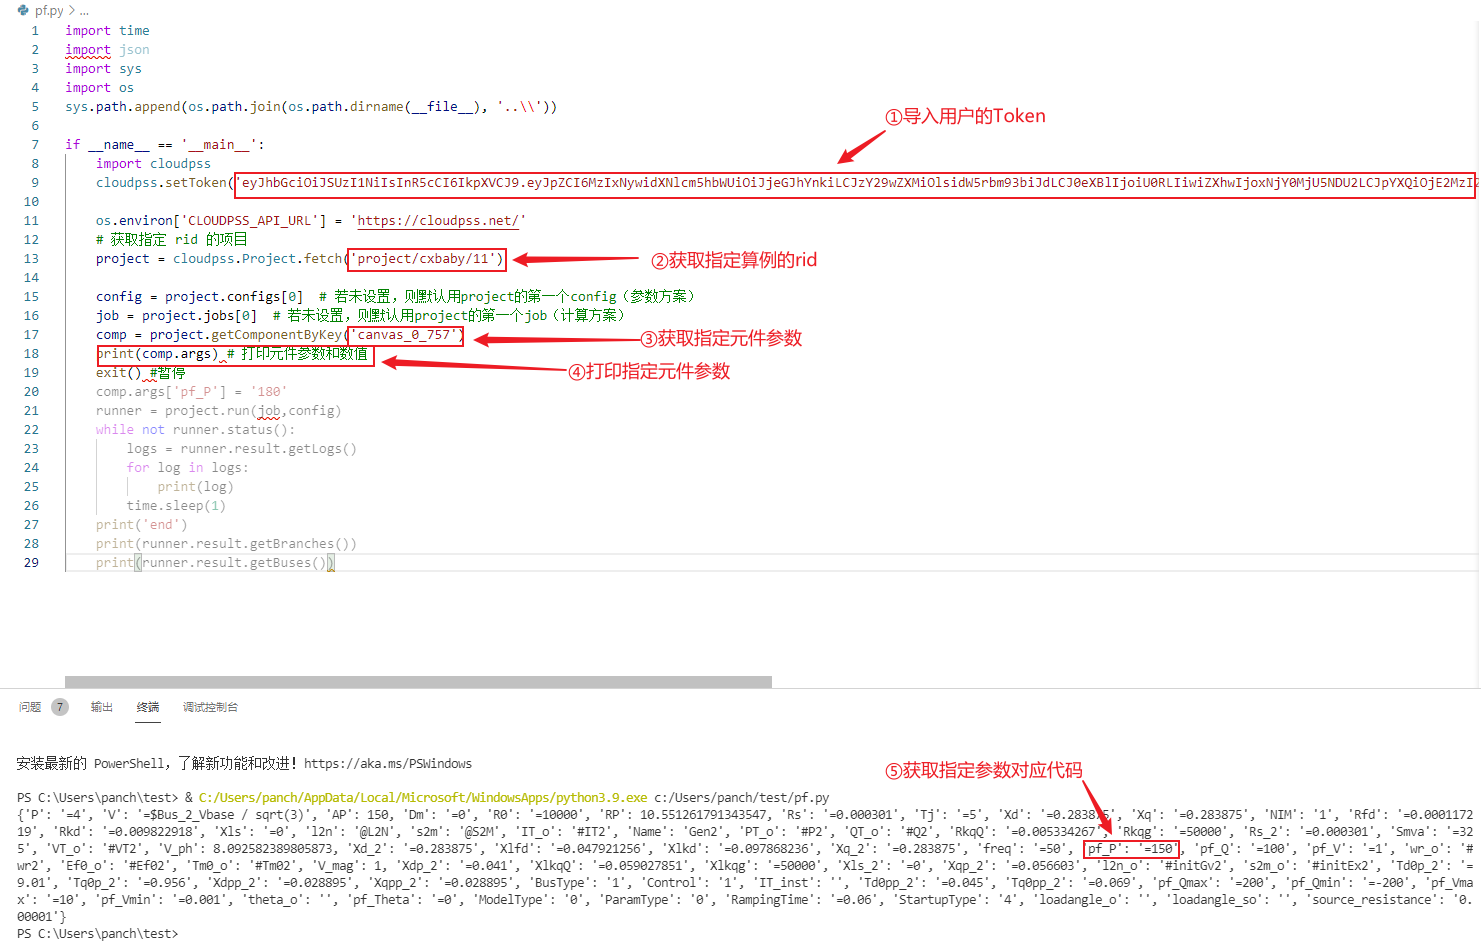 pf.py > ...
1 import time
2 import json
3 import sys
4 import os
5 sys.path.append(os.path.join(os.path.dirname(__file__), '..\\'))
6
①导入用户的Token
7 if __name__ == '__main__':
8 import cloudpss
9 cloudpss.setToken('eyJhbGciOiJSUzI1NiIsInR5cCI6IkpXVCJ9.eyJpZCI6MzIxNywidXNlcm5hbWUiOiJjeGJhYnkiLCJzY29wZXMiOlsidW5rbm93biJdLCJ0eXBlIjoiU0RLIiwiZXhwIjoxNjY0MjU5NDU2LCJpYXQiOjE2MzI
10
11 os.environ['CLOUDPSS_API_URL'] = 'https://cloudpss.net/'
12 # 获取指定 rid 的项目
13 project = cloudpss.Project.fetch('project/cxbaby/11')
②获取指定算例的rid
14
15 config = project.configs[0] # 若未设置，则默认用project的第一个config（参数方案）
16 job = project.jobs[0] # 若未设置，则默认用project的第一个job（计算方案）
17 comp = project.getComponentByKey('canvas_0_757')
③获取指定元件参数
18 print(comp.args) # 打印元件参数和数值
④打印指定元件参数
19 exit() #暂停
20 comp.args['pf_P'] = '180'
21 runner = project.run(job,config)
22 while not runner.status():
23 logs = runner.result.getLogs()
24 for log in logs:
25 print(log)
26 time.sleep(1)
27 print('end')
28 print(runner.result.getBranches())
29 print(runner.result.getBuses())
问题 7 输出 终端 调试控制台
安装最新的 PowerShell，了解新功能和改进！https://aka.ms/PSWindows
⑤获取指定参数对应代码
PS C:\Users\panch\test> & C:/Users/panch/AppData/Local/Microsoft/WindowsApps/python3.9.exe c:/Users/panch/test/pf.py
{'P': '=4', 'V': '=$Bus_2_Vbase / sqrt(3)', 'AP': 150, 'Dm': '=0', 'R0': '=10000', 'RP': 10.551261791343547, 'Rs': '=0.000301', 'Tj': '=5', 'Xd': '=0.283875', 'Xq': '=0.283875', 'NIM': '1', 'Rfd': '=0.0001172
19', 'Rkd': '=0.009822918', 'Xls': '=0', 'l2n': '@L2N', 's2m': '@S2M', 'IT_o': '#IT2', 'Name': 'Gen2', 'PT_o': '#P2', 'QT_o': '#Q2', 'RkqQ': '=0.005334267', 'Rkqg': '=50000', 'Rs_2': '=0.000301', 'Smva': '=32
5', 'VT_o': '#VT2', 'V_ph': 8.092582389805873, 'Xd_2': '=0.283875', 'Xlfd': '=0.047921256', 'Xlkd': '=0.097868236', 'Xq_2': '=0.283875', 'freq': '=50', 'pf_P': '=150', 'pf_Q': '=100', 'pf_V': '=1', 'wr_o': '#
wr2', 'Ef0_o': '#Ef02', 'Tm0_o': '#Tm02', 'V_mag': 1, 'Xdp_2': '=0.041', 'XlkqQ': '=0.059027851', 'Xlkqg': '=50000', 'Xls_2': '=0', 'Xqp_2': '=0.056603', 'l2n_o': '#initGv2', 's2m_o': '#initEx2', 'Td0p_2': '=
9.01', 'Tq0p_2': '=0.956', 'Xdpp_2': '=0.028895', 'Xqpp_2': '=0.028895', 'BusType': '1', 'Control': '1', 'IT_inst': '', 'Td0pp_2': '=0.045', 'Tq0pp_2': '=0.069', 'pf_Qmax': '=200', 'pf_Qmin': '=-200', 'pf_Vma
x': '=10', 'pf_Vmin': '=0.001', 'theta_o': '', 'pf_Theta': '=0', 'ModelType': '0', 'ParamType': '0', 'RampingTime': '=0.06', 'StartupType': '4', 'loadangle_o': '', 'loadangle_so': '', 'source_resistance': '0.
00001'}
PS C:\Users\panch\test>